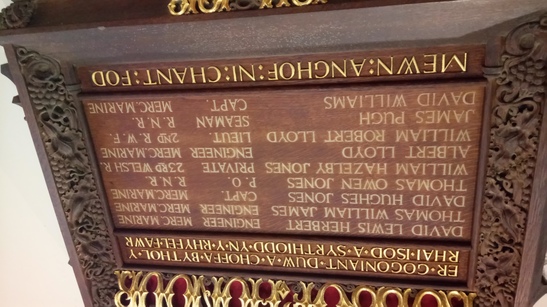 ER·GOGONIANT·DUW·A·CHOFFA·BYTHOL·Y
RHAI·ISOD·A·SYRTHIODD·YN·Y·RHYFEL·FAWR
DAVID LEWIS HERBERT ENGINEER MERC.MARINE
THOMAS WILLIAM JAMES ENGINEER MERC.MARINE
DAVID HUGHES JONES CAPT. MERC.MARINE
THOMAS OWEN JONES P. O. R. N. R.
WILLIAM HAZELBY JONES PRIVATE 23RD WELSH R.
ALBERT LLOYD ENGINEER MERC.MARINE
WILLIAM ROBERT LLOYD LIEUT. 2ND R. W. F.
JAMES PUGH SEAMAN R. N. R.
DAVID WILLIAMS CAPT. MERC.MARINE
MEWN:ANGHOF:NI:CHANT:FOD